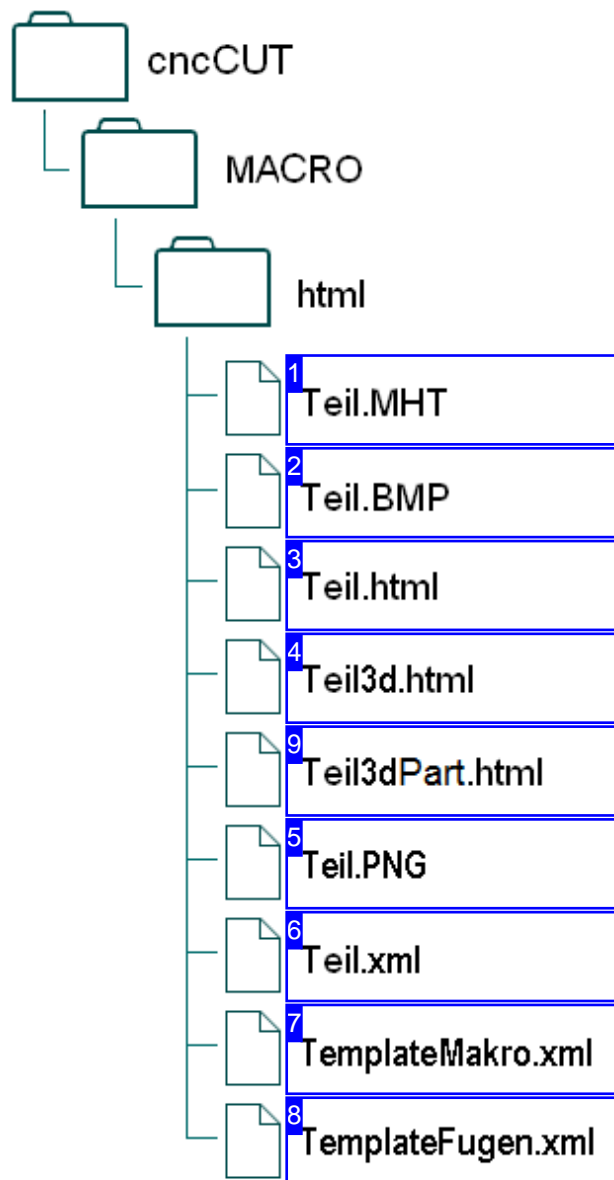 cncCUT
MACRO
html
1 Teil.MHT
2 Teil.BMP
3 Teil.html
4 Teil3d.html
9 Teil3dPart.html
5 Teil.PNG
6 Teil.xml
7 TemplateMakro.xml
8 TemplateFugen.xml